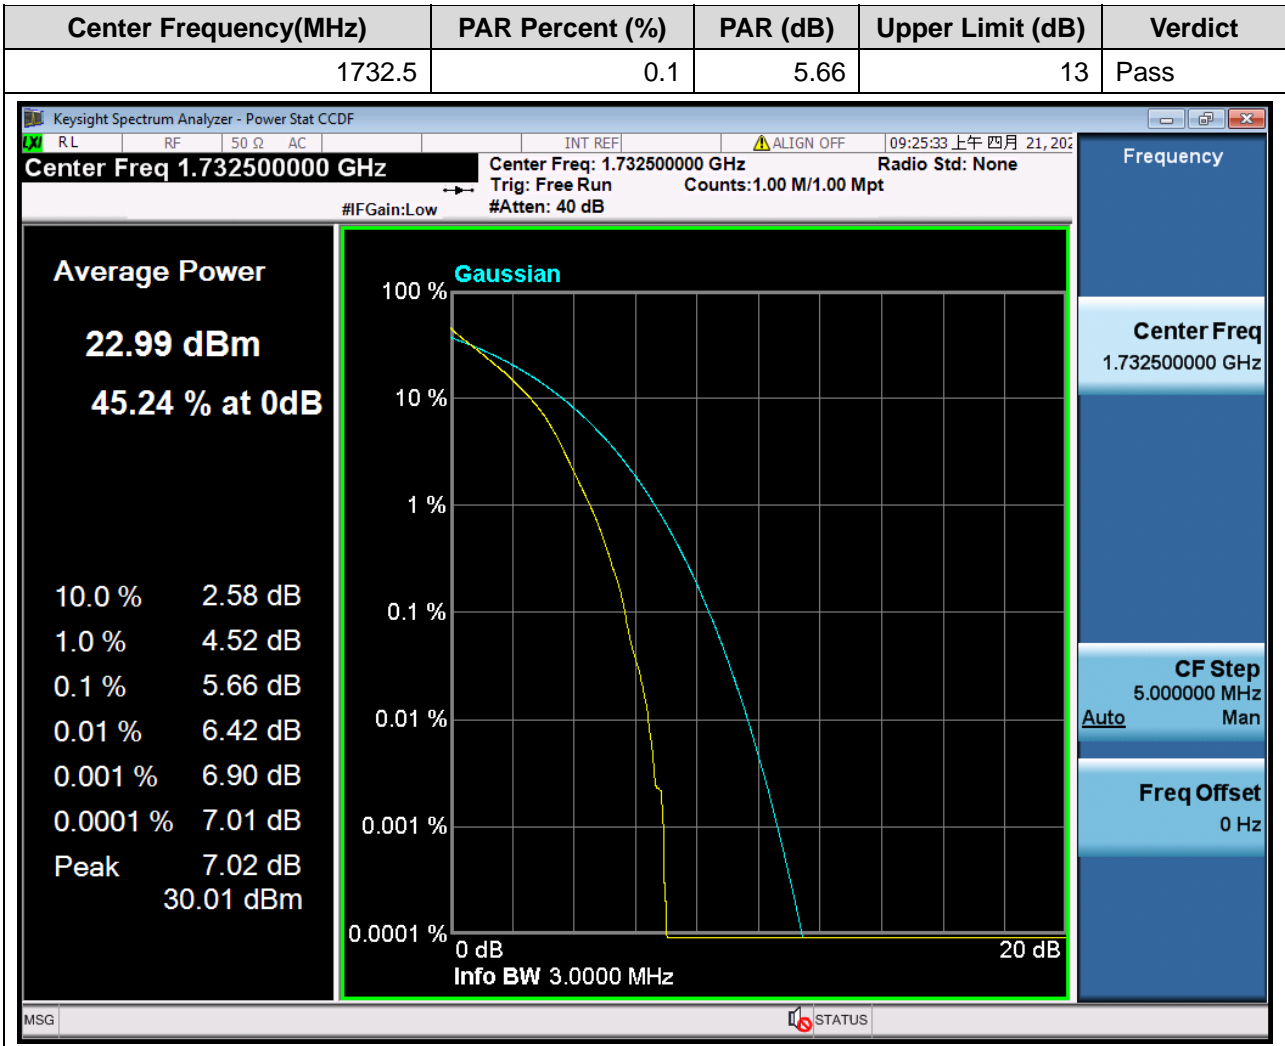 Center Frequency(MHz) PAR Percent (%) PAR (dB) Upper Limit (dB) Verdict
1732.5 0.1 5.66 13 Pass
Keysight Spectrum Analyzer - Power Stat CCDF
LXI RL RF 50 Ω AC INT REF ALIGN OFF 09:25:33 上午 四月 21, 202
Center Freq 1.732500000 GHz
Center Freq: 1.732500000 GHz Radio Std: None
Trig: Free Run Counts:1.00 M/1.00 Mpt
#IFGain:Low #Atten: 40 dB
Average Power
22.99 dBm
45.24 % at 0dB
10.0 % 2.58 dB
1.0 % 4.52 dB
0.1 % 5.66 dB
0.01 % 6.42 dB
0.001 % 6.90 dB
0.0001 % 7.01 dB
Peak 7.02 dB
30.01 dBm
Gaussian
100 %
10 %
1 %
0.1 %
0.01 %
0.001 %
0.0001 %
0 dB 20 dB
Info BW 3.0000 MHz
Frequency
Center Freq
1.732500000 GHz
CF Step
5.000000 MHz
Auto Man
Freq Offset
0 Hz
MSG STATUS